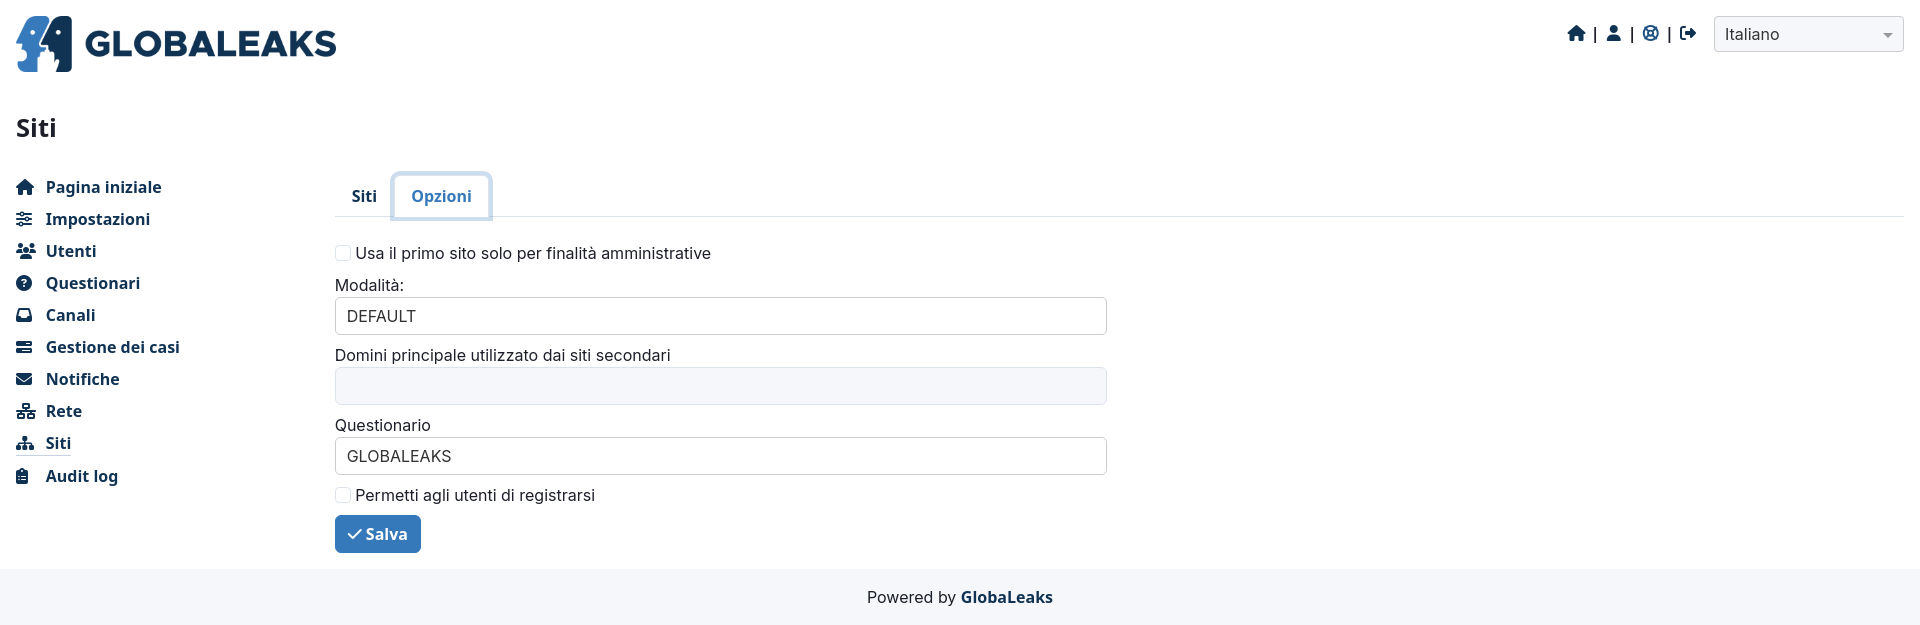 GLOBALEAKS
| | |
Italiano
Siti
Pagina iniziale
Impostazioni
Utenti
Questionari
Canali
Gestione dei casi
Notifiche
Rete
Siti
Audit log
Siti
Opzioni
Usa il primo sito solo per finalità amministrative
Modalità:
DEFAULT
Domini principale utilizzato dai siti secondari
Questionario
GLOBALEAKS
Permetti agli utenti di registrarsi
Salva
Powered by GlobaLeaks